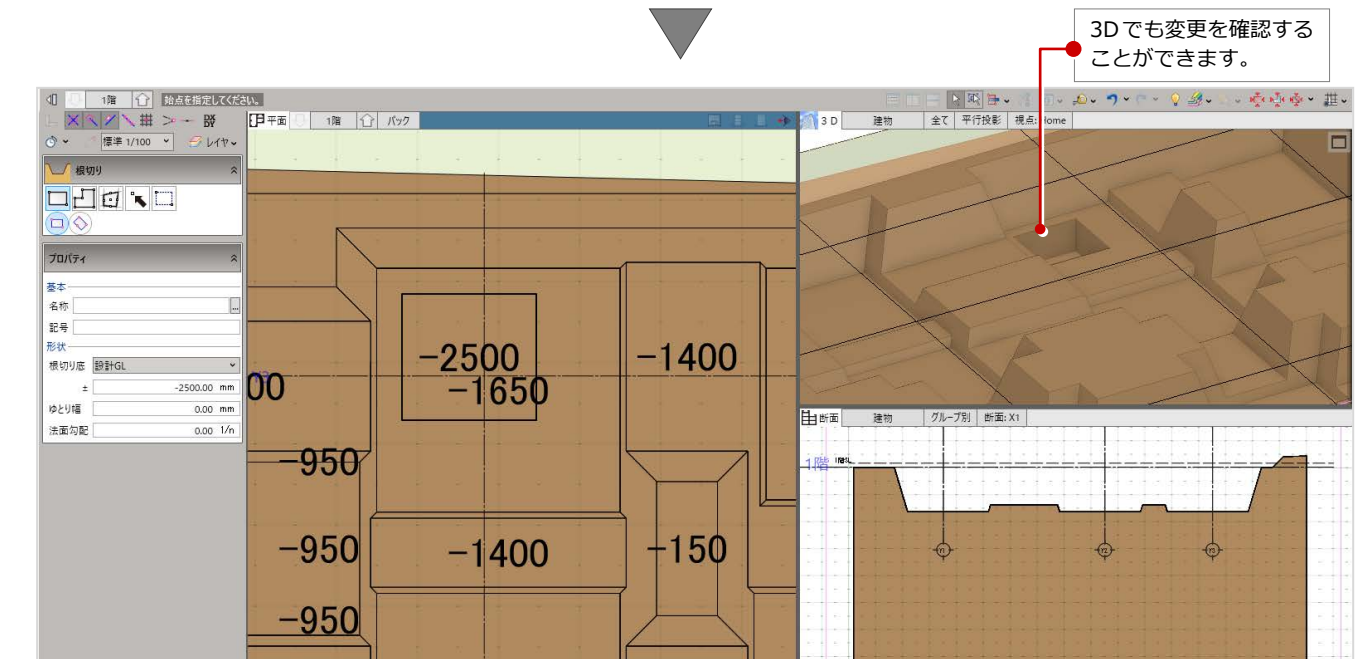 3Dでも変更を確認する
ことができます。
1階
始点を指定してください。
標準 1/100
レイヤ
根切り
プロパティ
基本
名称
...
記号
形状
根切り底
設計GL
±
-2500.00 mm
ゆとり幅
0.00 mm
法面勾配
0.00 1/n
平面
1階
バック
-2500
-1650
-1400
00
-950
-950
-1400
-150
-950
3D
建物
全て
平行投影
視点:Home
断面
建物
グループ別
断面: X1
1階
Y1
Y2
Y3